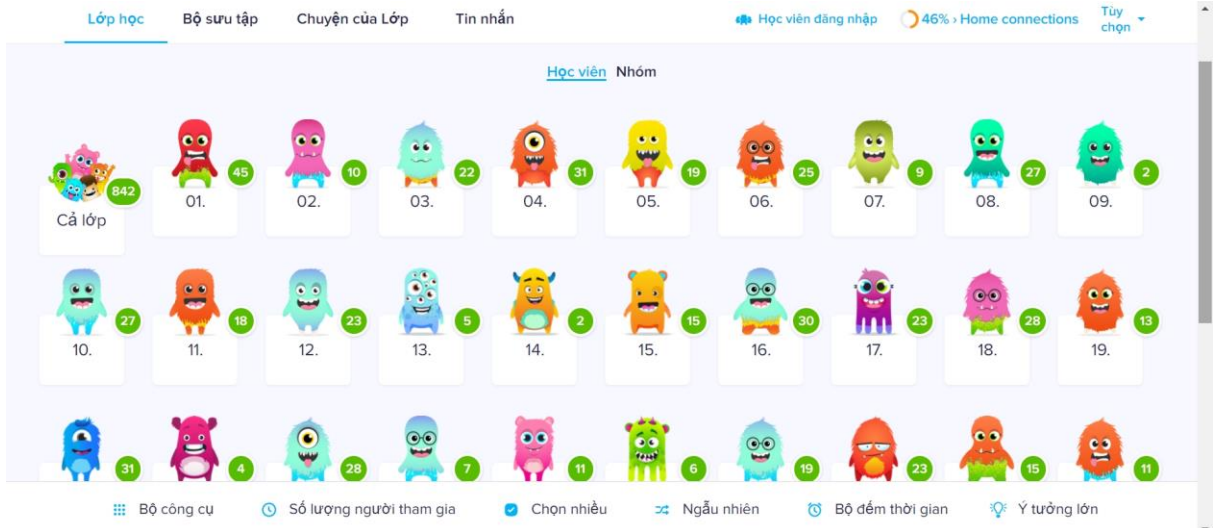 Lớp học Bộ sưu tập Chuyện của Lớp Tin nhắn Học viên đăng nhập 46% › Home connections Tùy chọn
Học viên Nhóm
842 45 10 22 31 19 25 9 27 2
Cả lớp 01. 02. 03. 04. 05. 06. 07. 08. 09.
27 18 23 5 2 15 30 23 28 13
10. 11. 12. 13. 14. 15. 16. 17. 18. 19.
31 4 28 7 11 6 19 23 15 11
Bộ công cụ Số lượng người tham gia Chọn nhiều Ngẫu nhiên Bộ đếm thời gian Ý tưởng lớn